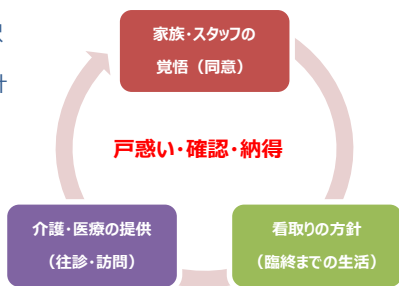 家族・スタッフの
覚悟（同意）
戸惑い・確認・納得
介護・医療の提供
（往診・訪問）
看取りの方針
（臨終までの生活）